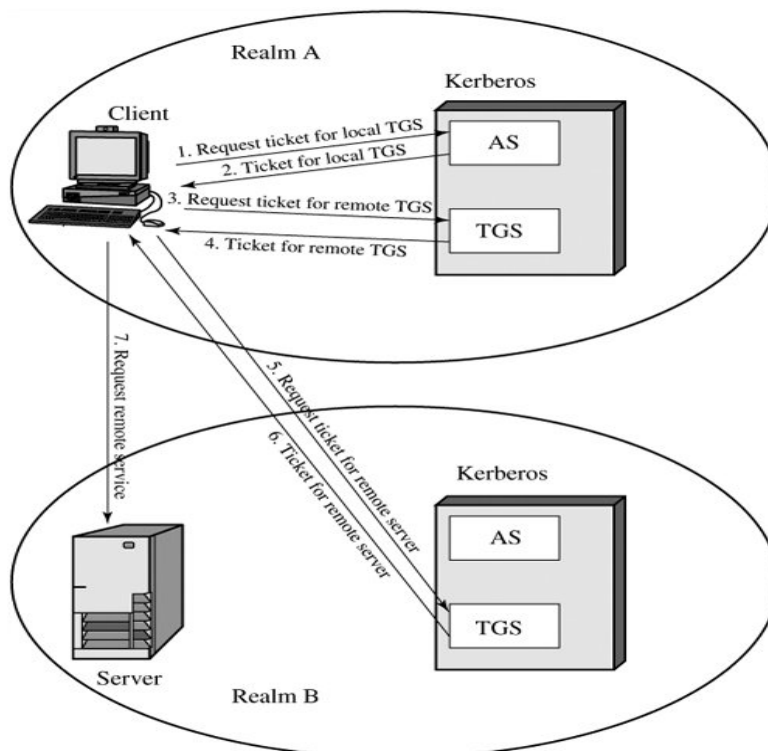 Realm A
Kerberos
Client
1. Request ticket for local TGS
AS
2. Ticket for local TGS
3. Request ticket for remote TGS
TGS
4. Ticket for remote TGS
7. Request remote service
5. Request ticket for remote server
6. Ticket for remote server
Kerberos
AS
TGS
Server
Realm B